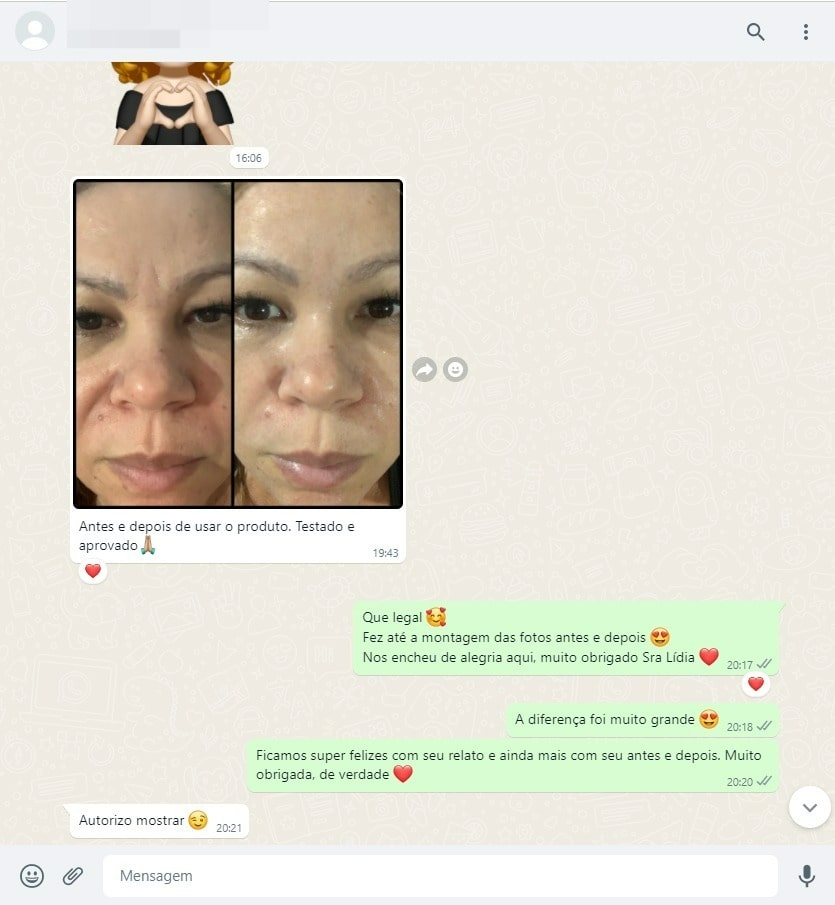 16:06
Antes e depois de usar o produto. Testado e
aprovado🙏🏽
19:43
Que legal 🥰
Fez até a montagem das fotos antes e depois 😍
Nos encheu de alegria aqui, muito obrigado Sra Lídia ❤️
20:17
A diferença foi muito grande 😍
20:18
Ficamos super felizes com seu relato e ainda mais com seu antes e depois. Muito
obrigada, de verdade ❤️
20:20
Autorizo mostrar 😉
20:21
Mensagem